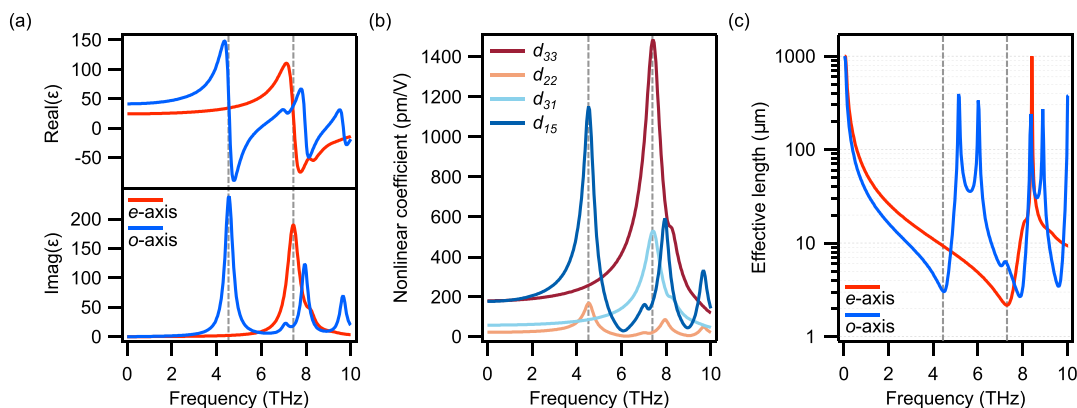 (a)
150
100
50
0
-50
Real(ε)
200
150
100
50
0
Imag(ε)
e-axis
o-axis
0 2 4 6 8 10
Frequency (THz)
(b)
1400
1200
1000
800
600
400
200
0
Nonlinear coefficient (pm/V)
d33
d22
d31
d15
0 2 4 6 8 10
Frequency (THz)
(c)
1000
100
10
1
Effective length (μm)
e-axis
o-axis
0 2 4 6 8 10
Frequency (THz)